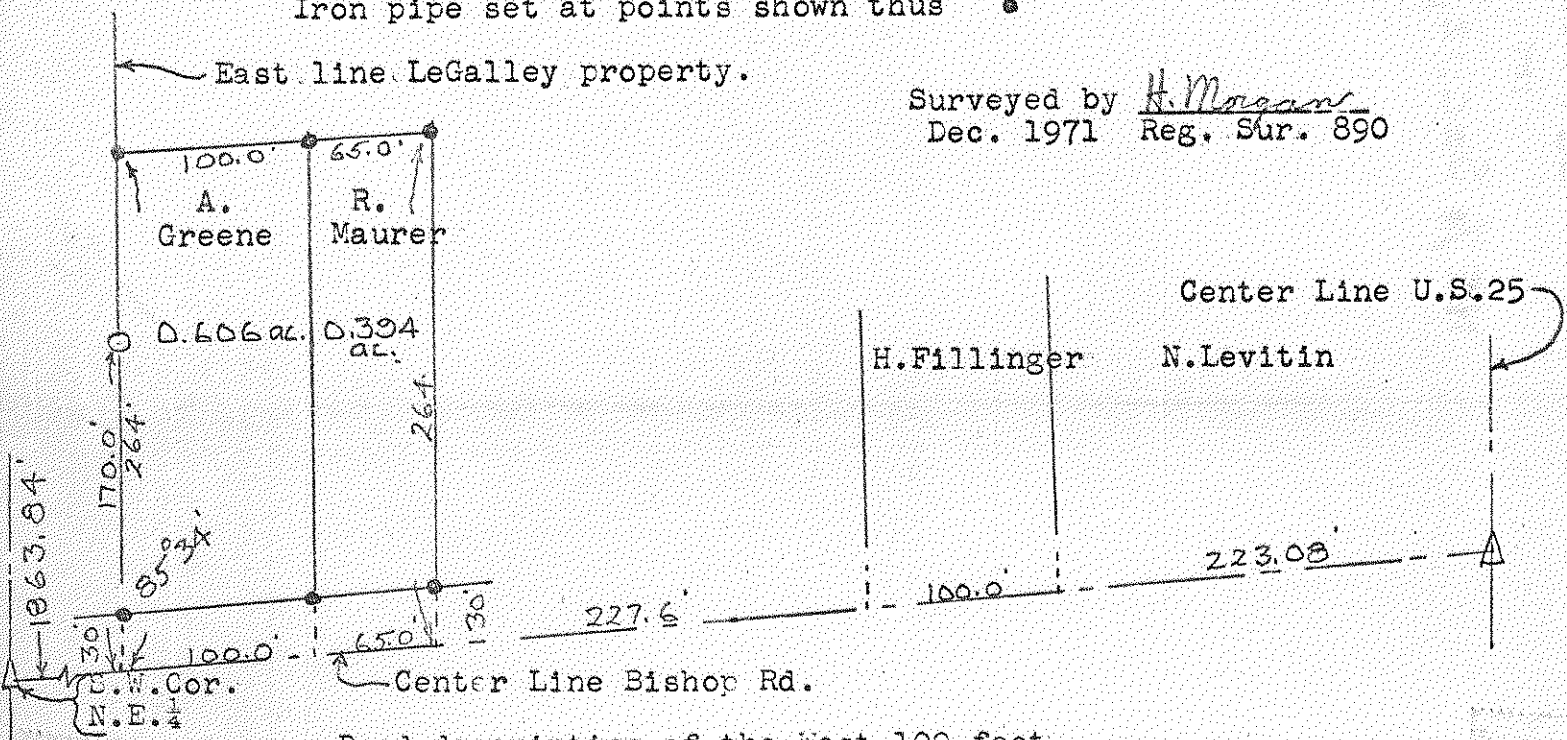 Iron pipe set at points shown thus
East line LeGalley property.
Surveyed by H. Morgan
Dec. 1971 Reg. Sur. 890
100.0' 65.0'
A.
Greene
R.
Maurer
Center Line U.S.25
0.606 ac. 0.394
ac.
H.Fillinger N.Levitin
264'
170.0'
264'
1863.84'
223.08'
100.0'
227.6'
30'
30'
100.0' 65.0'
Center Line Bishop Rd.
S.W.Cor.
N.E.¼